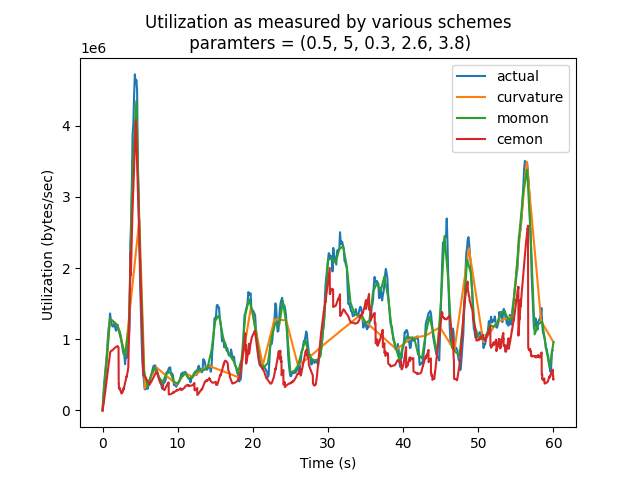 Utilization as measured by various schemes
paramters = (0.5, 5, 0.3, 2.6, 3.8)
1e6
actual
curvature
momon
cemon
4
3
2
1
0
Utilization (bytes/sec)
0 10 20 30 40 50 60
Time (s)